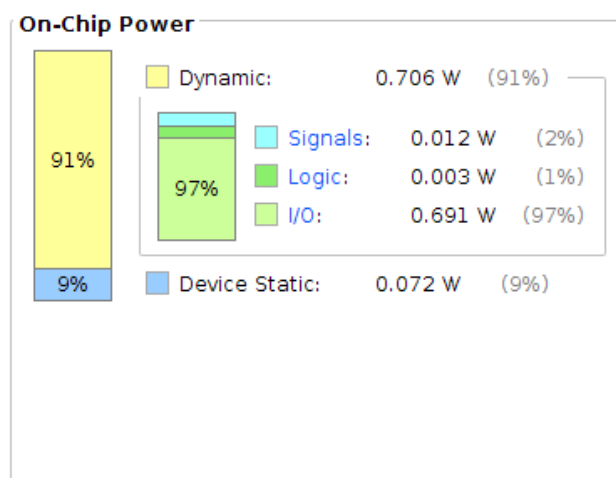 On-Chip Power
Dynamic: 0.706 W (91%)
91%
97%
Signals: 0.012 W (2%)
Logic: 0.003 W (1%)
I/O: 0.691 W (97%)
9%
Device Static: 0.072 W (9%)